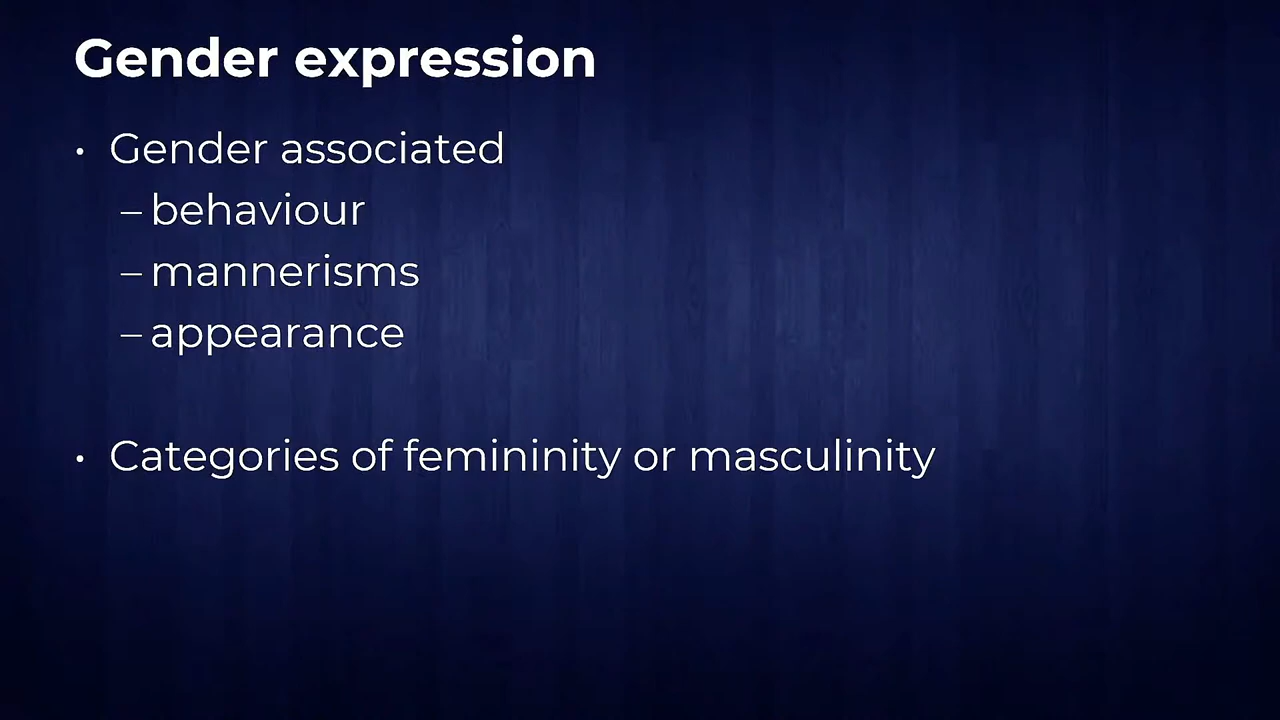 Gender expression
• Gender associated
– behaviour
– mannerisms
– appearance
• Categories of femininity or masculinity